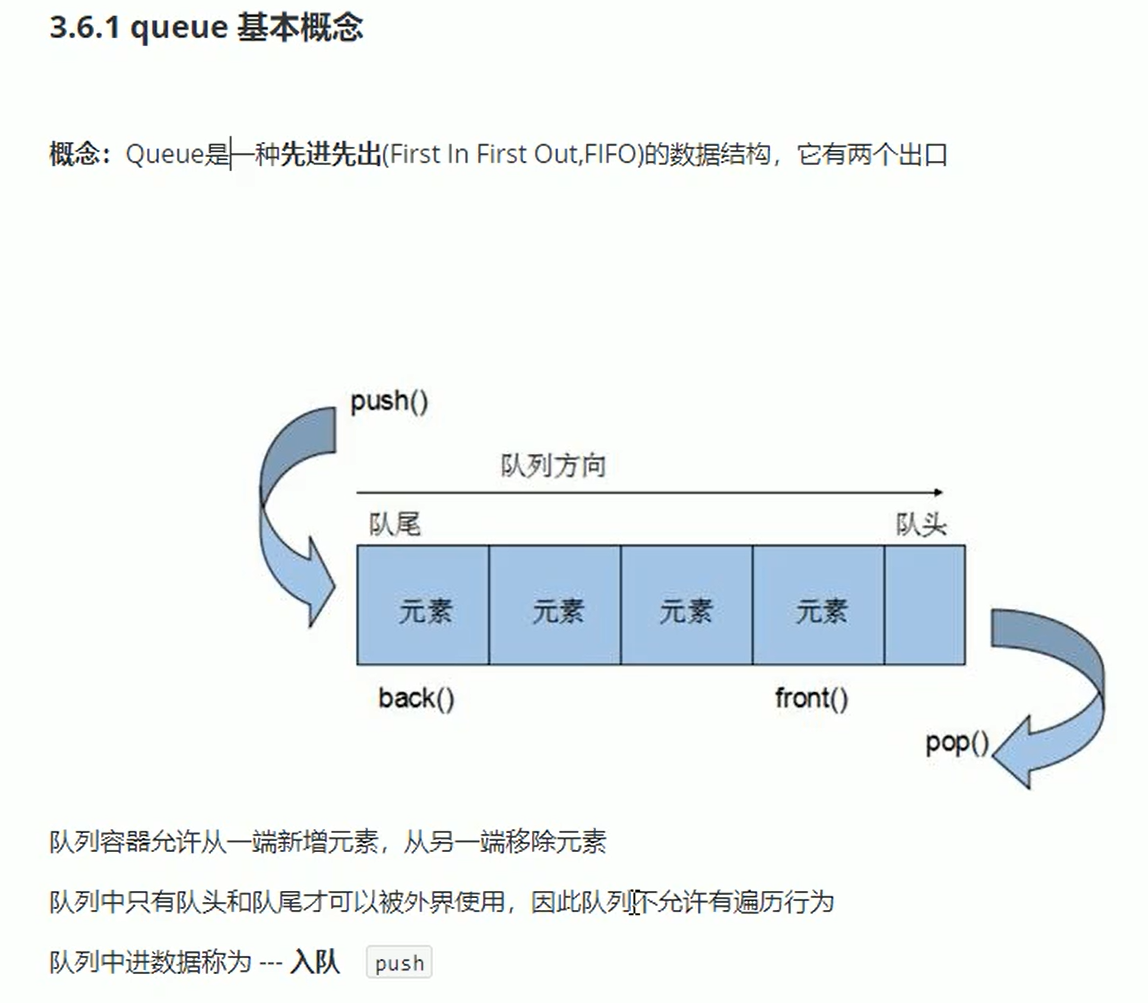 3.6.1 queue 基本概念
概念：Queue是一种先进先出(First In First Out,FIFO)的数据结构，它有两个出口
push()
队列方向
队尾 队头
元素 元素 元素 元素
back() front()
pop()
队列容器允许从一端新增元素，从另一端移除元素
队列中只有队头和队尾才可以被外界使用，因此队列不允许有遍历行为
队列中进数据称为 --- 入队 push